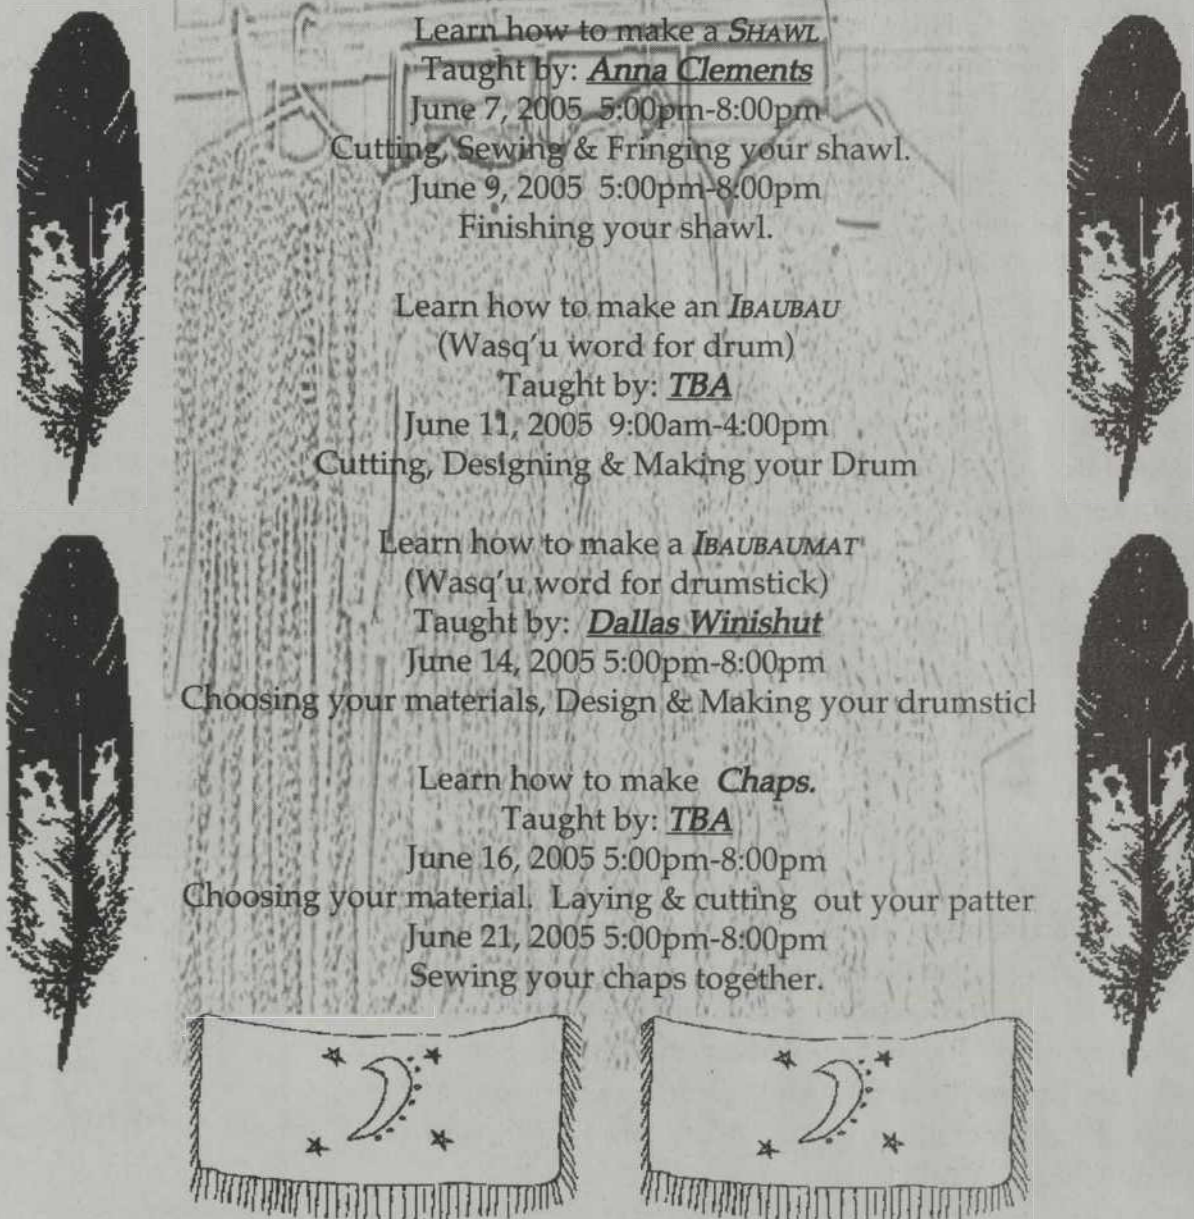 Learn how to make a SHAWL
Taught by: Anna Clements
June 7, 2005 5:00pm-8:00pm
Cutting, Sewing & Fringing your shawl.
June 9, 2005 5:00pm-8:00pm
Finishing your shawl.
Learn how to make an IBAUBAU
(Wasq'u word for drum)
Taught by: TBA
June 11, 2005 9:00am-4:00pm
Cutting, Designing & Making your Drum
Learn how to make a IBAUBAUMAT
(Wasq'u word for drumstick)
Taught by: Dallas Winishut
June 14, 2005 5:00pm-8:00pm
Choosing your materials, Design & Making your drumsticl
Learn how to make Chaps.
Taught by: TBA
June 16, 2005 5:00pm-8:00pm
Choosing your material. Laying & cutting out your patter
June 21, 2005 5:00pm-8:00pm
Sewing your chaps together.